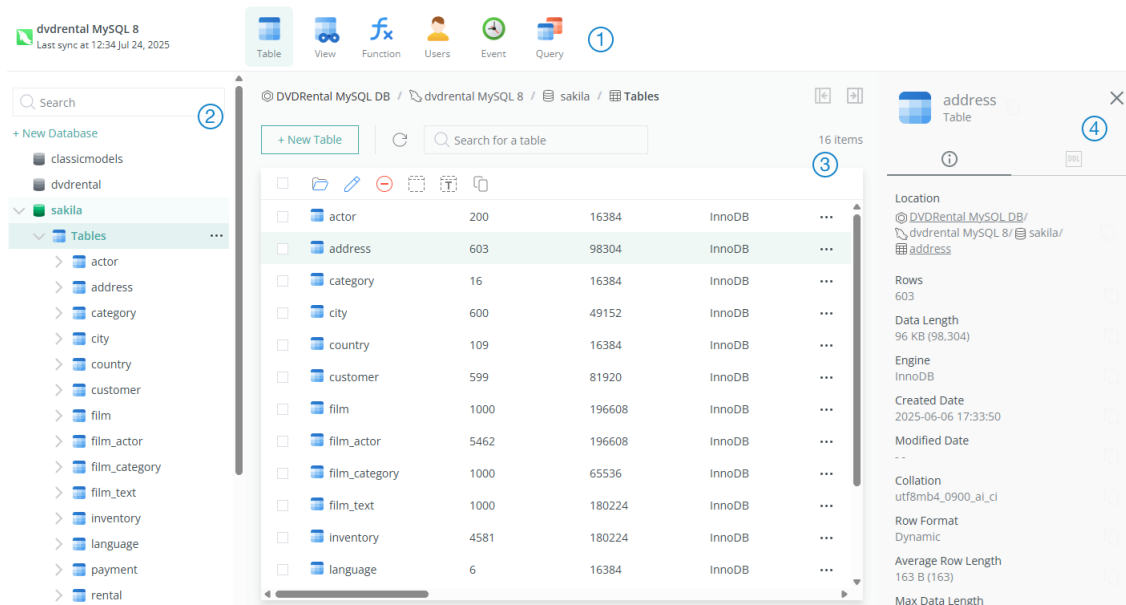 dvdrental MySQL 8
Last sync at 12:34 Jul 24, 2025
Table
View
Function
Users
Event
Query
1
Search
2
+ New Database
classicmodels
dvdrental
sakila
Tables
actor
address
category
city
country
customer
film
film_actor
film_category
film_text
inventory
language
payment
rental
DVDRental MySQL DB / dvdrental MySQL 8 / sakila / Tables
+ New Table
Search for a table
16 items
3
T
actor 200 16384 InnoDB
address 603 98304 InnoDB
category 16 16384 InnoDB
city 600 49152 InnoDB
country 109 16384 InnoDB
customer 599 81920 InnoDB
film 1000 196608 InnoDB
film_actor 5462 196608 InnoDB
film_category 1000 65536 InnoDB
film_text 1000 180224 InnoDB
inventory 4581 180224 InnoDB
language 6 16384 InnoDB
address
Table
4
DDL
Location
DVDRental MySQL DB/
dvdrental MySQL 8/ sakila/
address
Rows
603
Data Length
96 KB (98,304)
Engine
InnoDB
Created Date
2025-06-06 17:33:50
Modified Date
- -
Collation
utf8mb4_0900_ai_ci
Row Format
Dynamic
Average Row Length
163 B (163)
Max Data Length